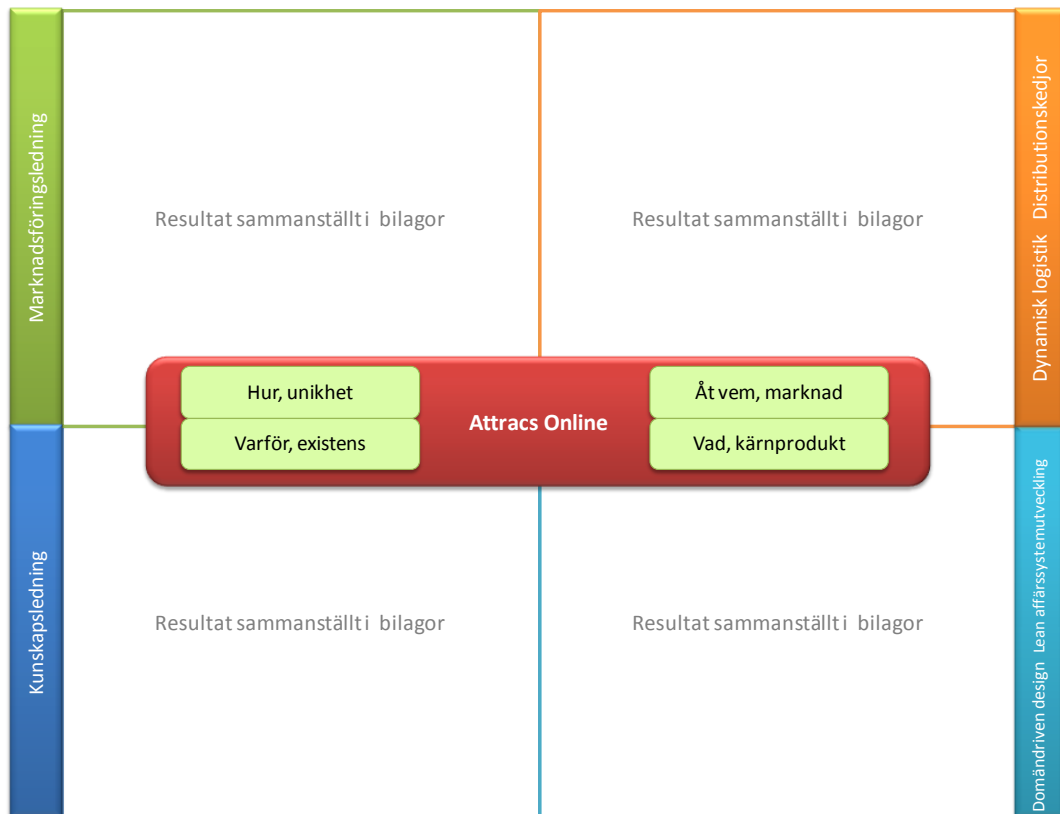 Marknadsföringsledning
Dynamisk logistik Distributionskedjor
Resultat sammanställt i bilagor
Resultat sammanställt i bilagor
Hur, unikhet
Åt vem, marknad
Attracs Online
Varför, existens
Vad, kärnprodukt
Kunskapsledning
Domändriven design Lean affärssystemutveckling
Resultat sammanställt i bilagor
Resultat sammanställt i bilagor